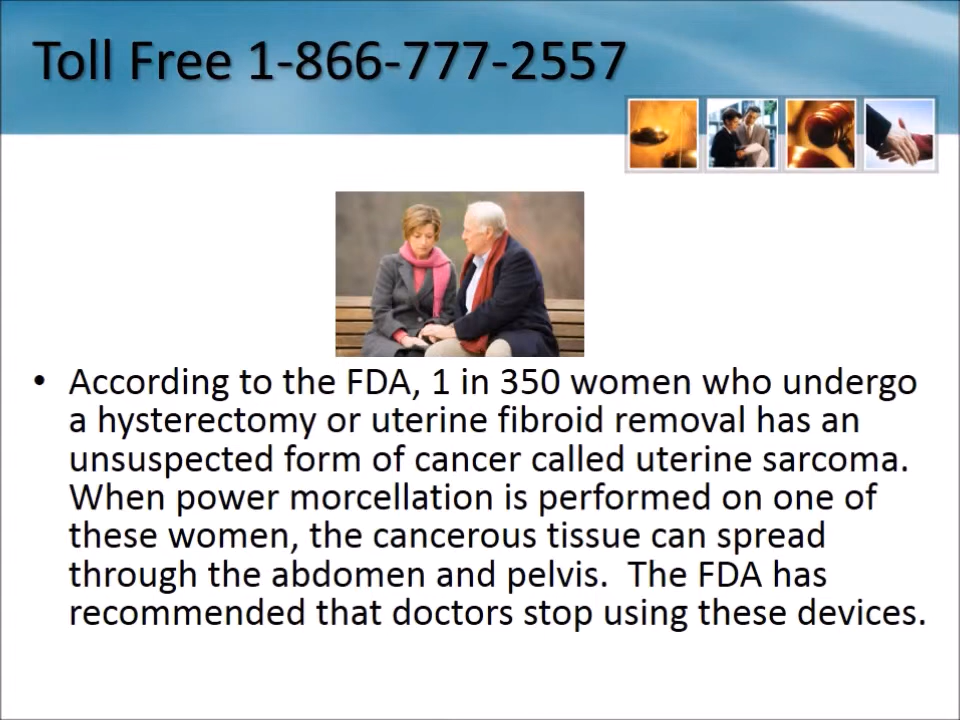 Toll Free 1-866-777-2557
• According to the FDA, 1 in 350 women who undergo
a hysterectomy or uterine fibroid removal has an
unsuspected form of cancer called uterine sarcoma.
When power morcellation is performed on one of
these women, the cancerous tissue can spread
through the abdomen and pelvis.  The FDA has
recommended that doctors stop using these devices.